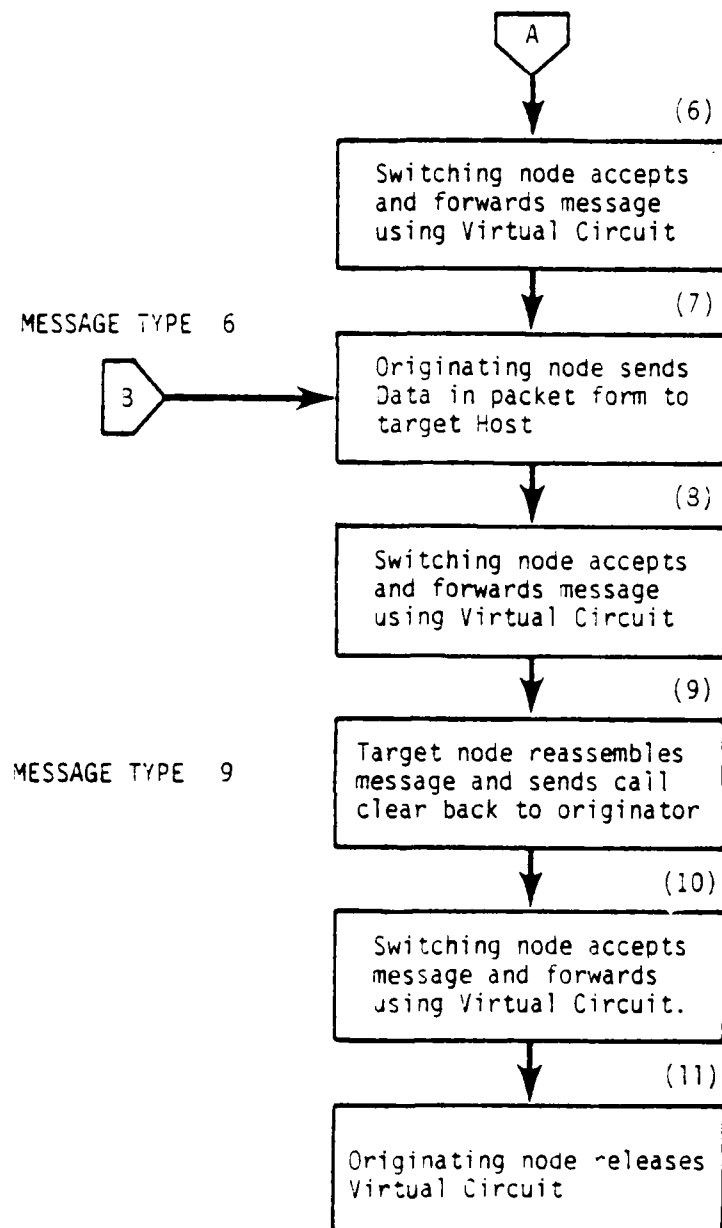 A
(6)
Switching node accepts
and forwards message
using Virtual Circuit
(7)
MESSAGE TYPE 6
3
Originating node sends
Data in packet form to
target Host
(8)
Switching node accepts
and forwards message
using Virtual Circuit
(9)
MESSAGE TYPE 9
Target node reassembles
message and sends call
clear back to originator
(10)
Switching node accepts
message and forwards
using Virtual Circuit.
(11)
Originating node releases
Virtual Circuit